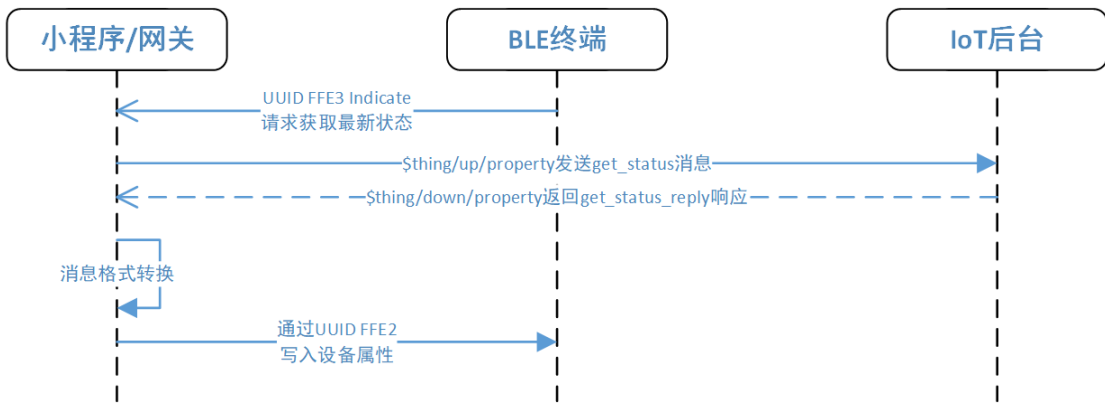 小程序/网关
BLE终端
IoT后台
UUID FFE3 Indicate
请求获取最新状态
$thing/up/property发送get_status消息
$thing/down/property返回get_status_reply响应
消息格式转换
通过UUID FFE2
写入设备属性